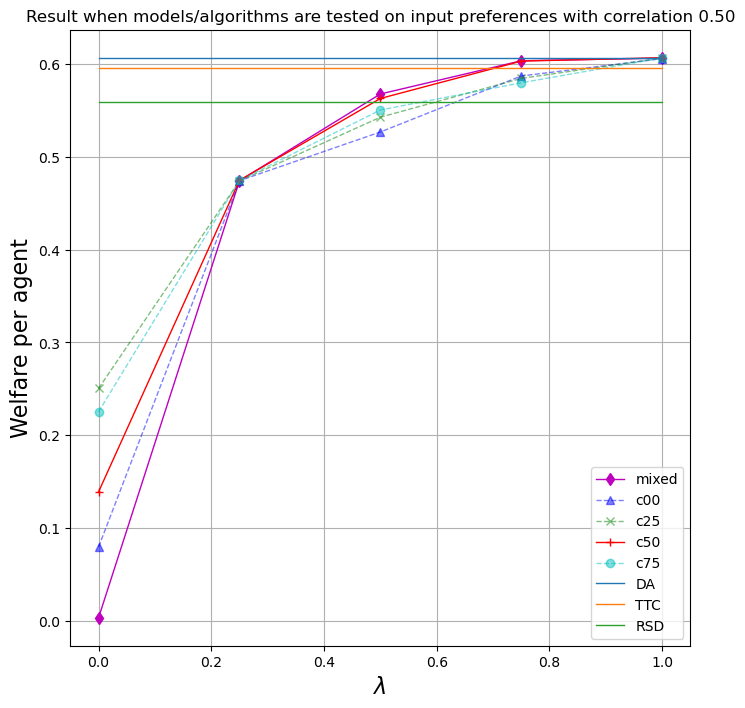 Result when models/algorithms are tested on input preferences with correlation 0.50
Welfare per agent
0.6
0.5
0.4
0.3
0.2
0.1
0.0
0.0 0.2 0.4 0.6 0.8 1.0
λ
mixed
c00
c25
c50
c75
DA
TTC
RSD